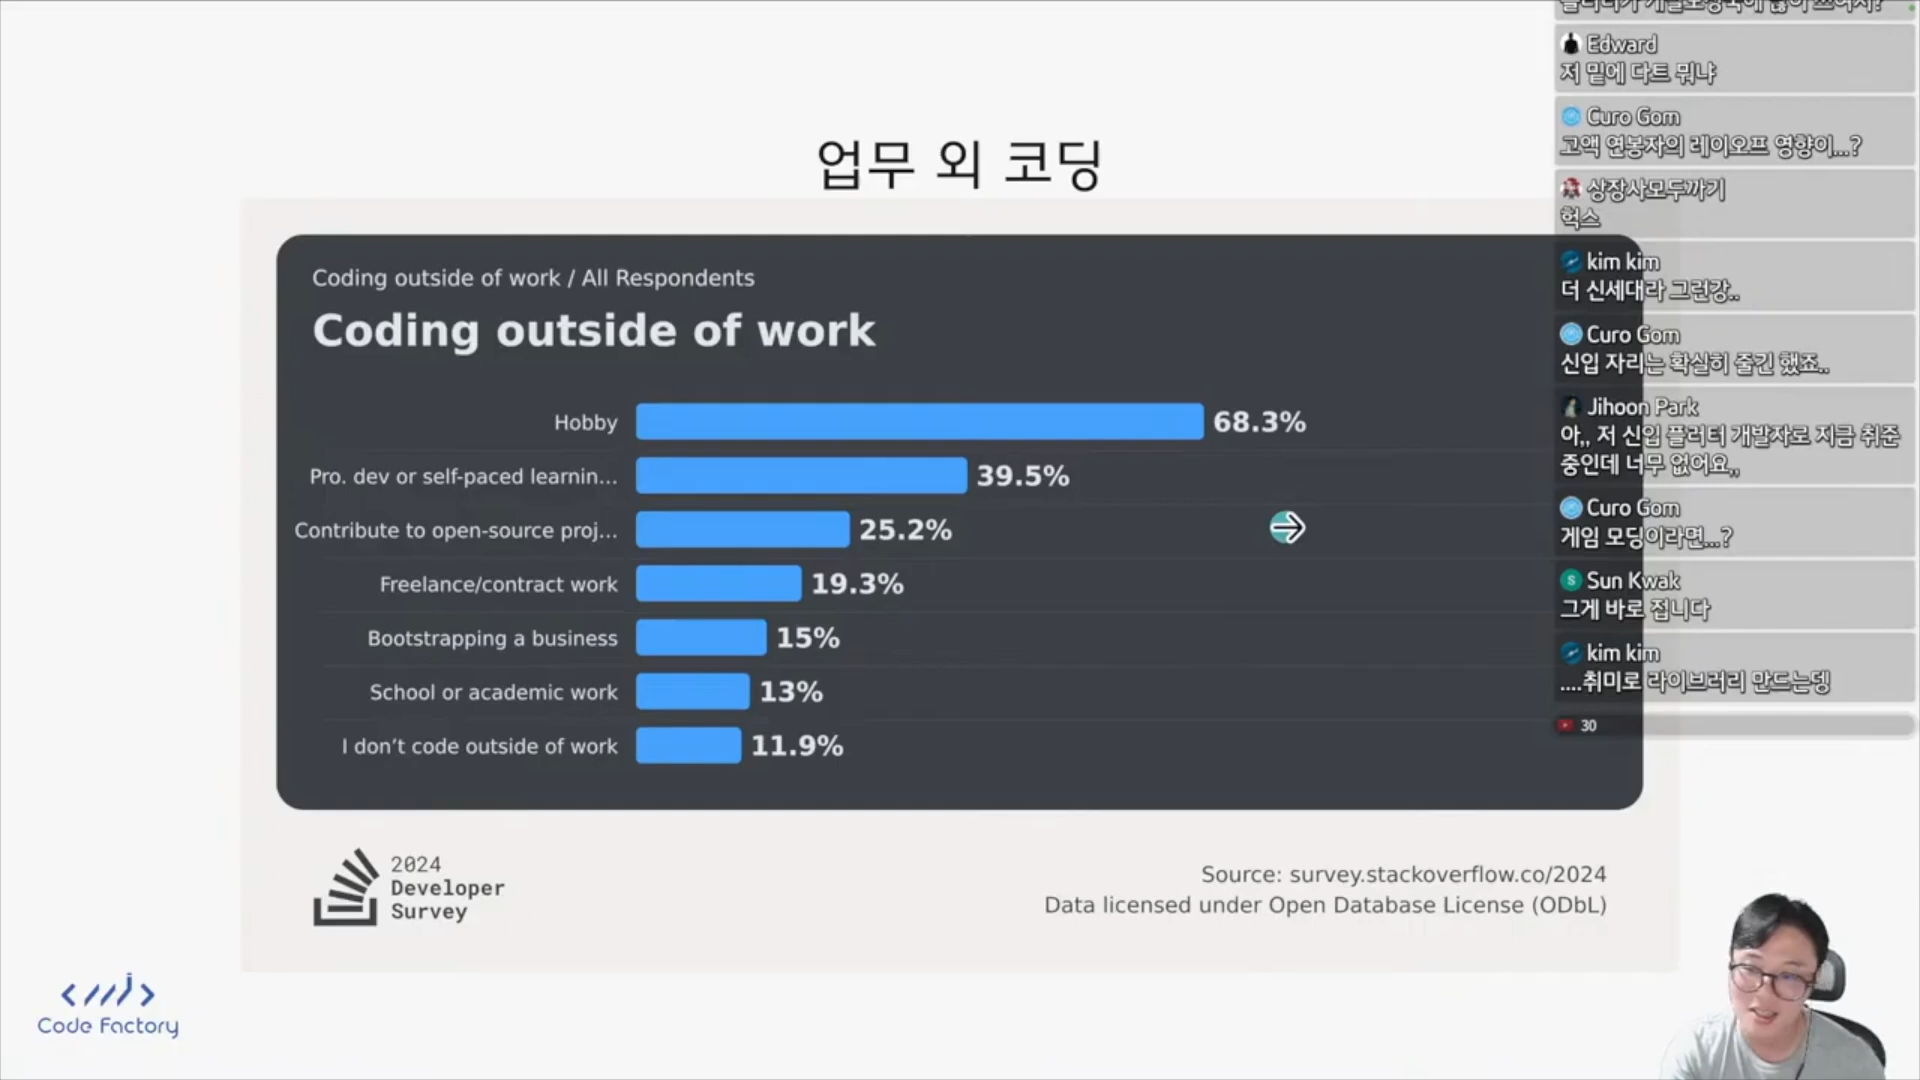 업무 외 코딩
Coding outside of work / All Respondents
Coding outside of work
Hobby 68.3%
Pro. dev or self-paced learnin... 39.5%
Contribute to open-source proj... 25.2%
Freelance/contract work 19.3%
Bootstrapping a business 15%
School or academic work 13%
I don't code outside of work 11.9%
2024
Developer
Survey
Source: survey.stackoverflow.co/2024
Data licensed under Open Database License (ODbL)
Code Factory
Edward
저 밑에 다트 뭐냐
Curo Gom
고액 연봉자의 레이오프 영향이...?
상장사모두까기
헉스
kim kim
더 신세대라 그런강..
Curo Gom
신입 자리는 확실히 줄긴 했죠..
Jihoon Park
아,, 저 신입 플러터 개발자로 지금 취준
중인데 너무 없어요,,
Curo Gom
게임 모딩이라면...?
S Sun Kwak
그게 바로 접니다
kim kim
....취미로 라이브러리 만드는뎅
30